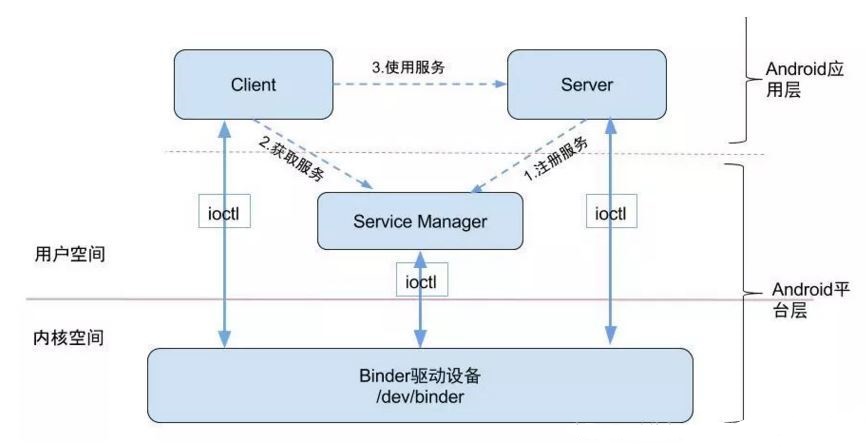 3.使用服务
Client
Server
Android应
用层
2.获取服务
1.注册服务
ioctl
ioctl
Service Manager
用户空间
ioctl
Android平
台层
内核空间
Binder驱动设备
/dev/binder